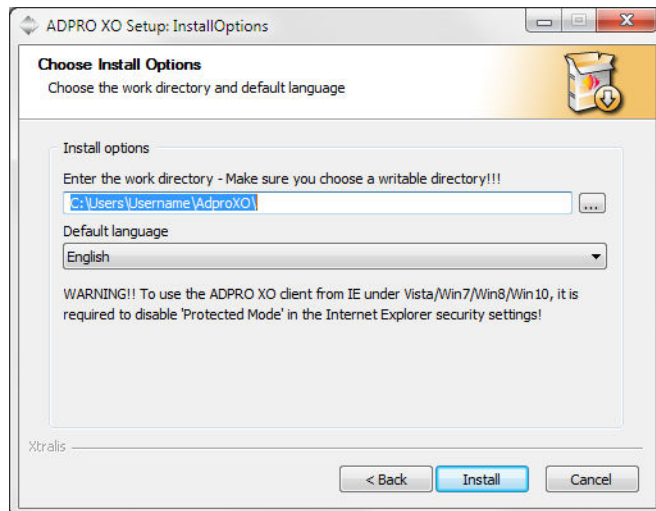 ADPRO XO Setup: InstallOptions
Choose Install Options
Choose the work directory and default language
Install options
Enter the work directory - Make sure you choose a writable directory!!!
C:\Users\Username\AdproXO\
...
Default language
English
WARNING!! To use the ADPRO XO client from IE under Vista/Win7/Win8/Win10, it is
required to disable 'Protected Mode' in the Internet Explorer security settings!
Xtralis
< Back Install Cancel